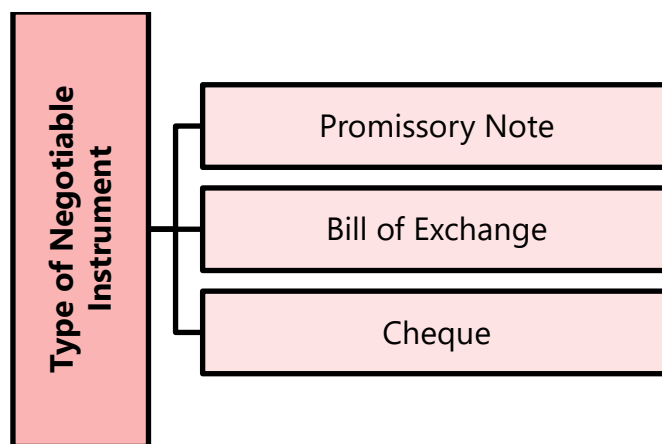 Type of Negotiable
Instrument
Promissory Note
Bill of Exchange
Cheque